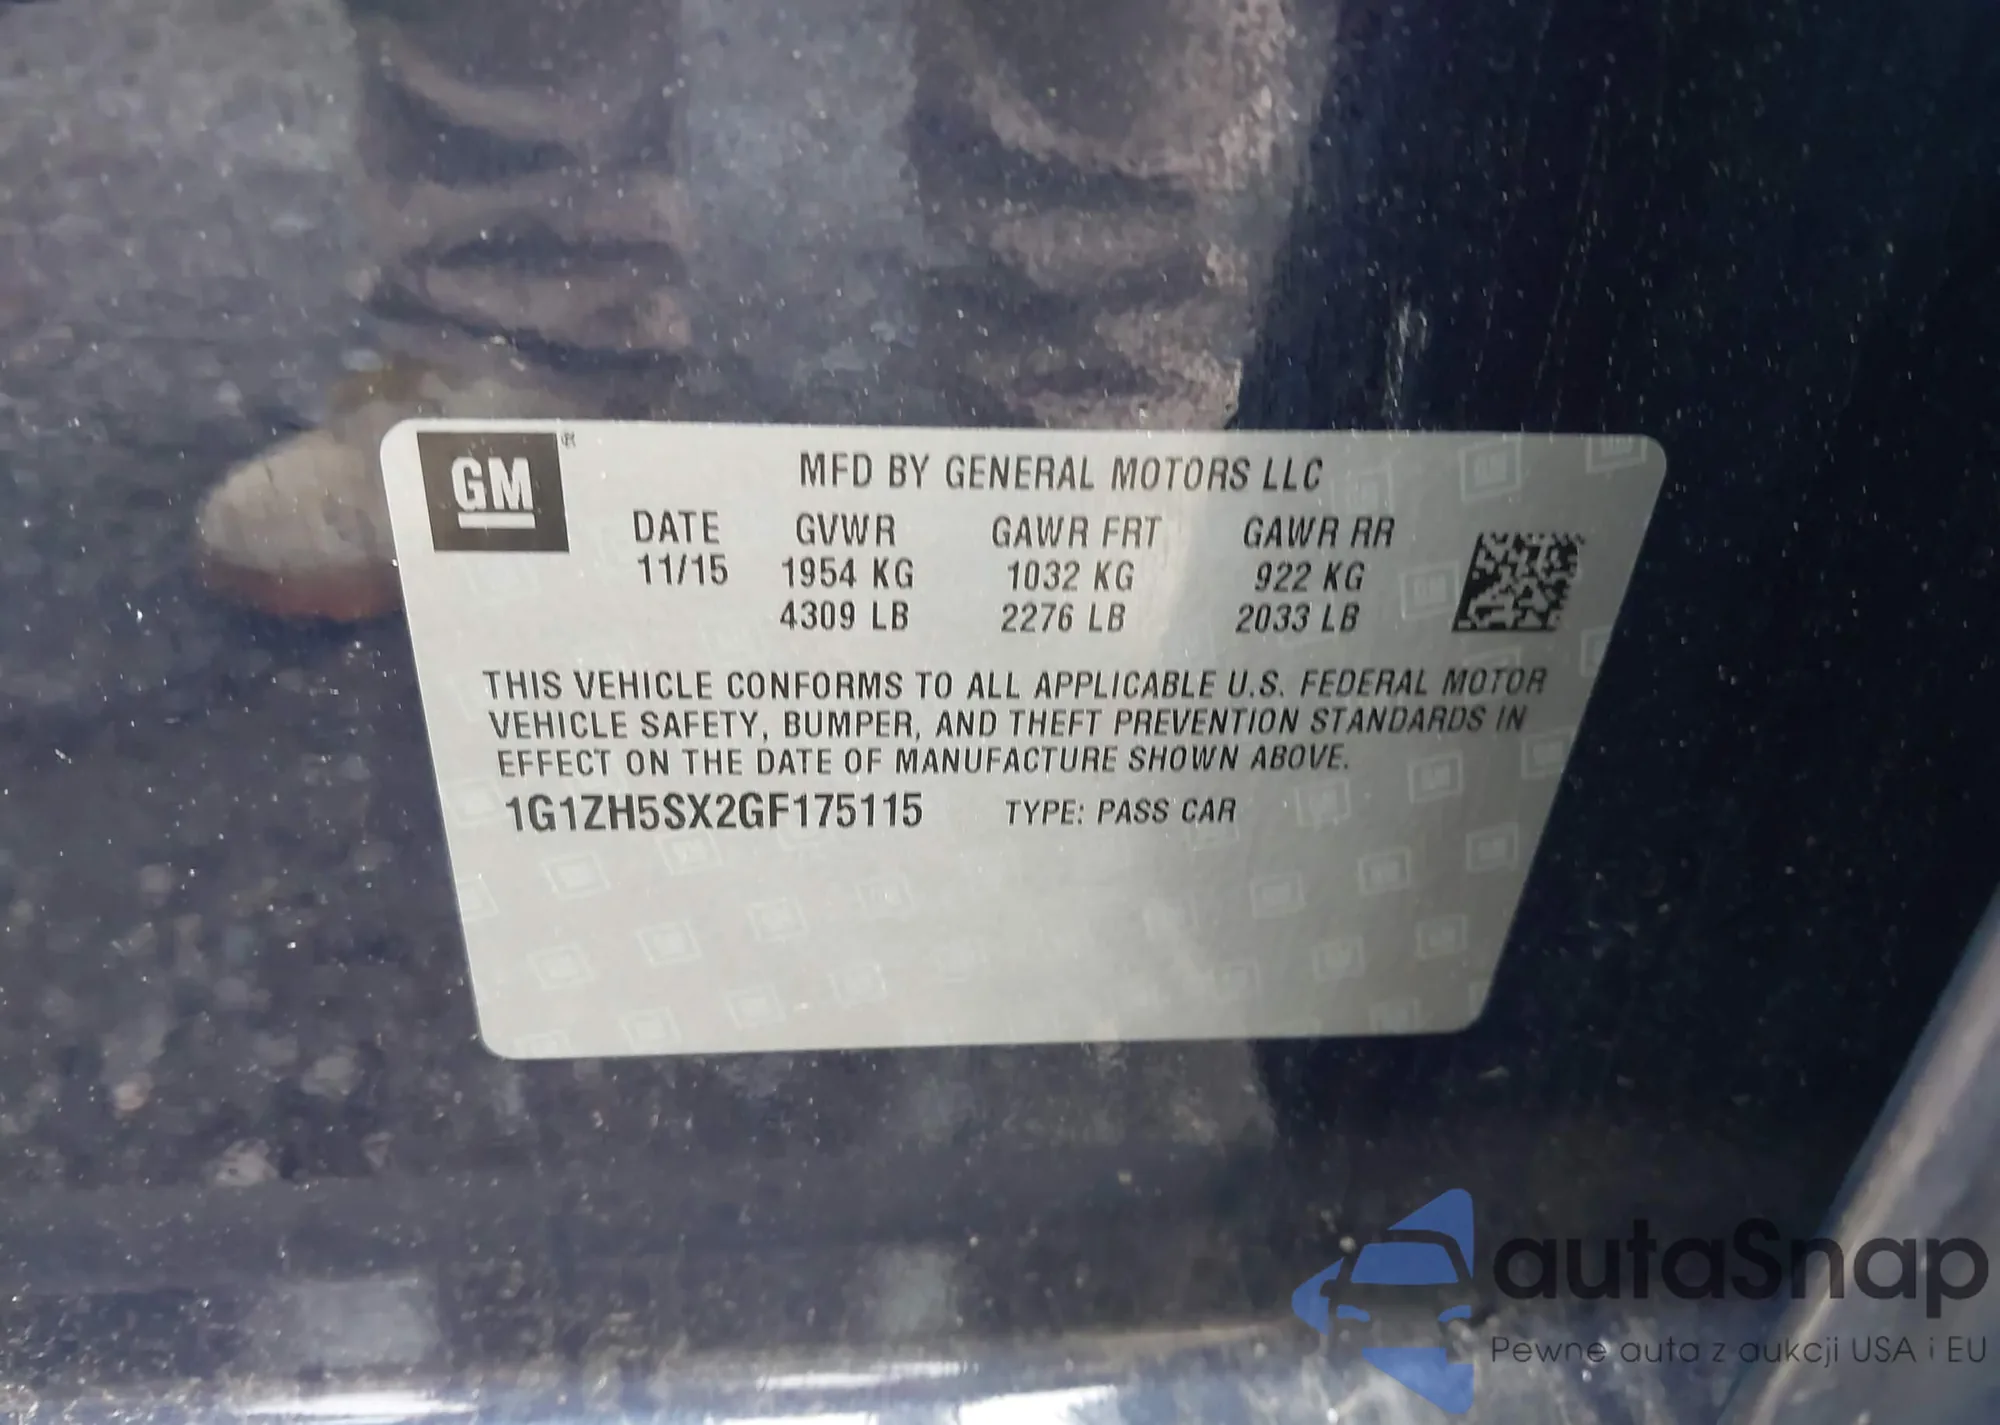 GM ®
MFD BY GENERAL MOTORS LLC
DATE GVWR GAWR FRT GAWR RR
11/15 1954 KG 1032 KG 922 KG
4309 LB 2276 LB 2033 LB
THIS VEHICLE CONFORMS TO ALL APPLICABLE U.S. FEDERAL MOTOR
VEHICLE SAFETY, BUMPER, AND THEFT PREVENTION STANDARDS IN
EFFECT ON THE DATE OF MANUFACTURE SHOWN ABOVE.
1G1ZH5SX2GF175115 TYPE: PASS CAR
autaSnap
Pewne auta z aukcji USA i EU